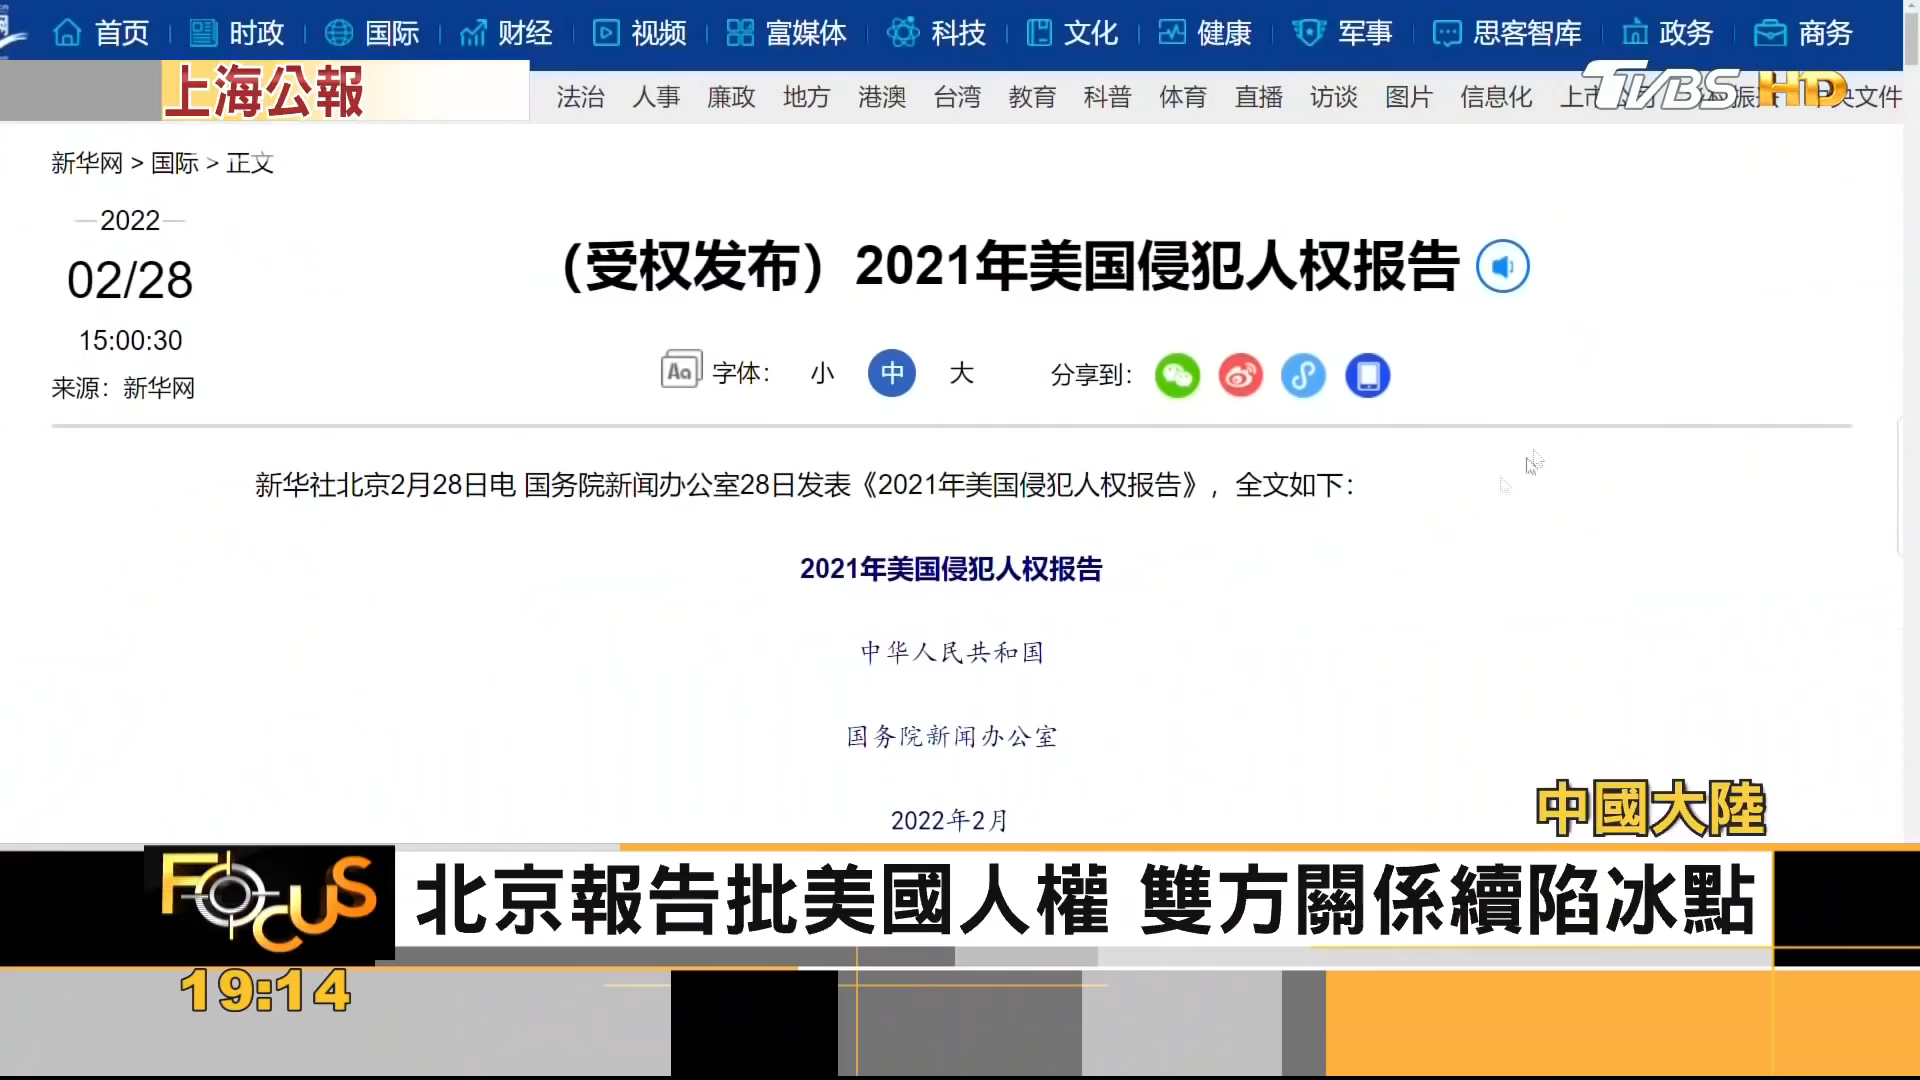 首页 时政 国际 财经 视频 富媒体 科技 文化 健康 军事 思客智库 政务 商务
上海公報
法治 人事 廉政 地方 港澳 台湾 教育 科普 体育 直播 访谈 图片 信息化
TVBS HD
新华网 > 国际 > 正文
2022
02/28
15:00:30
来源：新华网
（受权发布）2021年美国侵犯人权报告
Aa 字体： 小 中 大 分享到：
新华社北京2月28日电 国务院新闻办公室28日发表《2021年美国侵犯人权报告》，全文如下：
2021年美国侵犯人权报告
中华人民共和国
国务院新闻办公室
2022年2月
中國大陸
FOCUS
北京報告批美國人權 雙方關係續陷冰點
19:14